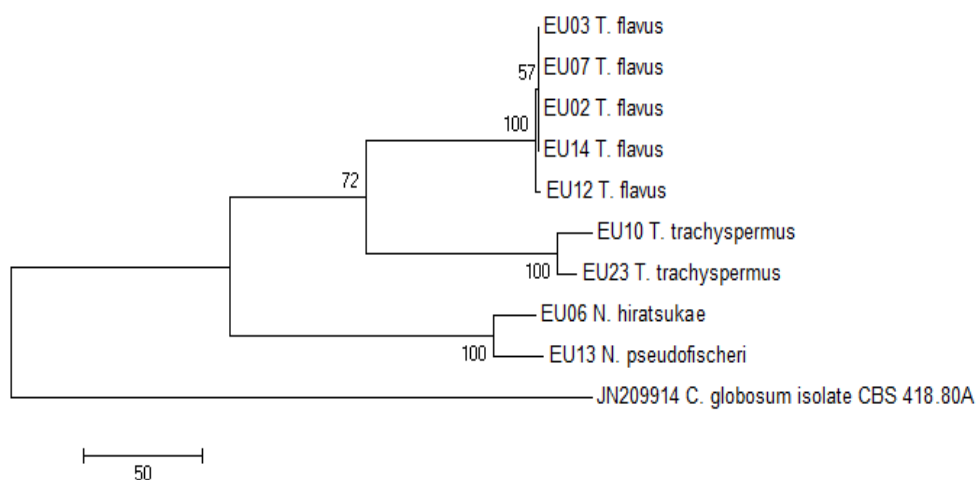 EU03 T. flavus
57
EU07 T. flavus
EU02 T. flavus
100
EU14 T. flavus
72
EU12 T. flavus
EU10 T. trachyspermus
100
EU23 T. trachyspermus
EU06 N. hiratsukae
100
EU13 N. pseudofischeri
JN209914 C. globosum isolate CBS 418.80A
50